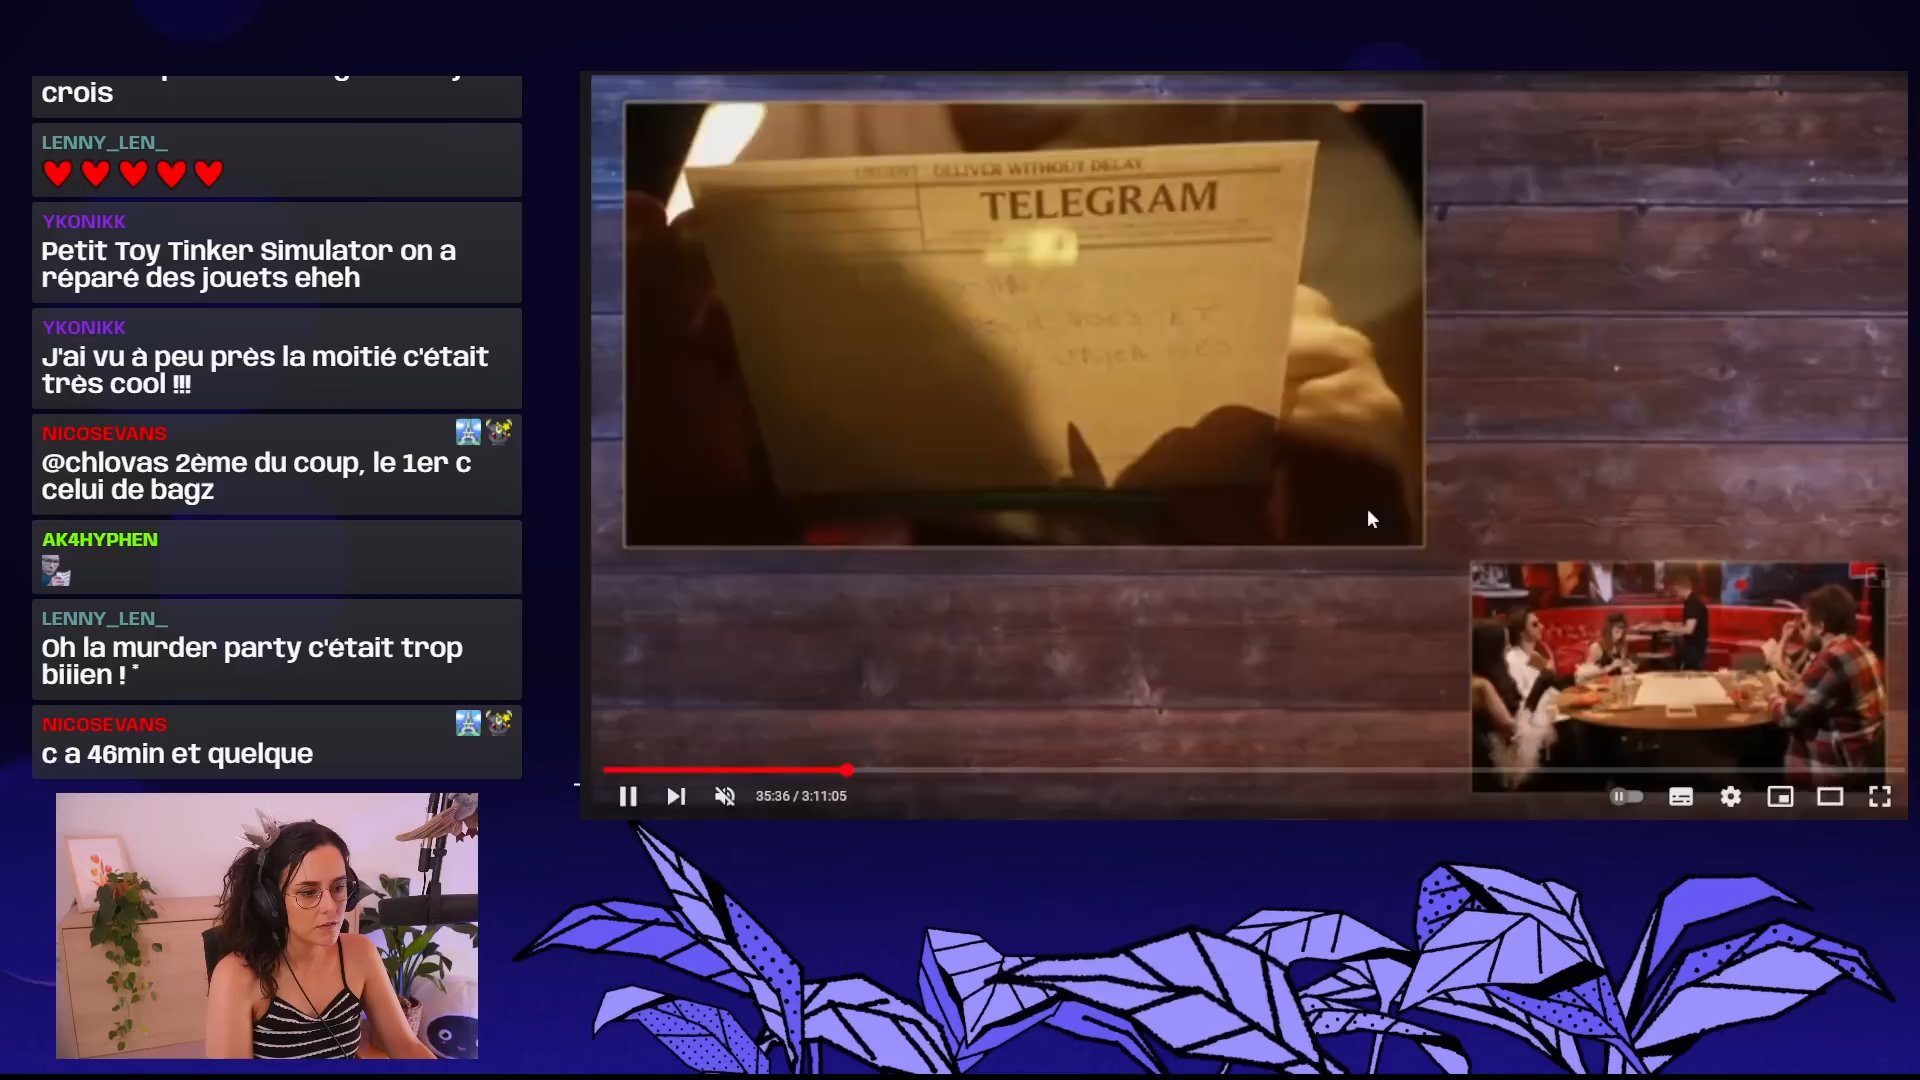 crois
LENNY_LEN_
YKONIKK
Petit Toy Tinker Simulator on a
réparé des jouets eheh
YKONIKK
J'ai vu à peu près la moitié c'était
très cool !!!
NICOSEVANS
@chlovas 2ème du coup, le 1er c
celui de bagz
AK4HYPHEN
LENNY_LEN_
Oh la murder party c'était trop
biiien ! *
NICOSEVANS
c a 46min et quelque
URGENT DELIVER WITHOUT DELAY
TELEGRAM
35:36 / 3:11:05